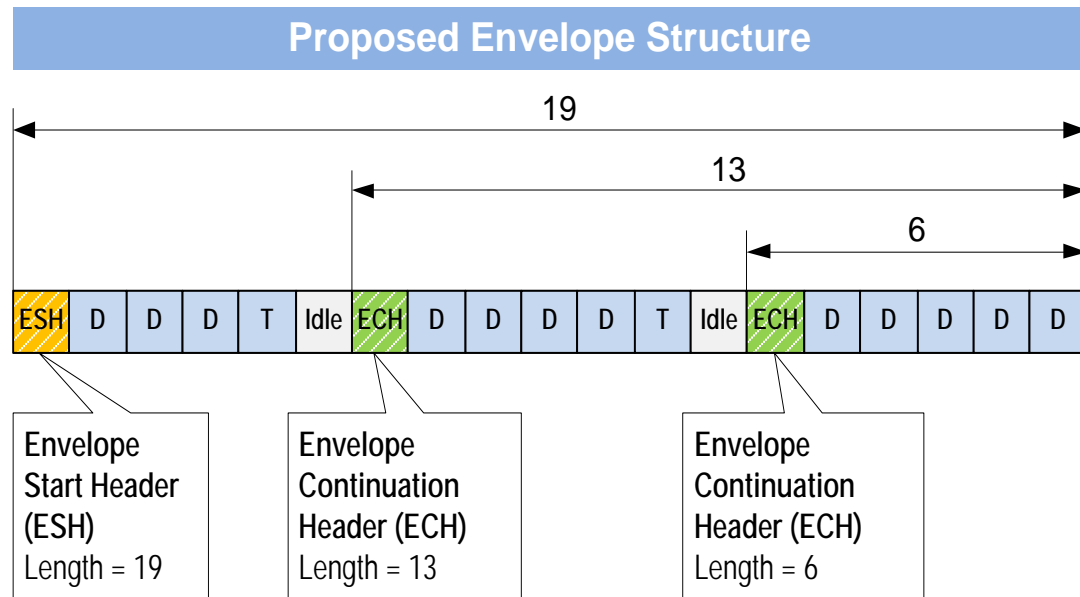 Proposed Envelope Structure
19
13
6
ESH D D D T Idle ECH D D D D T Idle ECH D D D D D
Envelope
Start Header
(ESH)
Length = 19
Envelope
Continuation
Header (ECH)
Length = 13
Envelope
Continuation
Header (ECH)
Length = 6